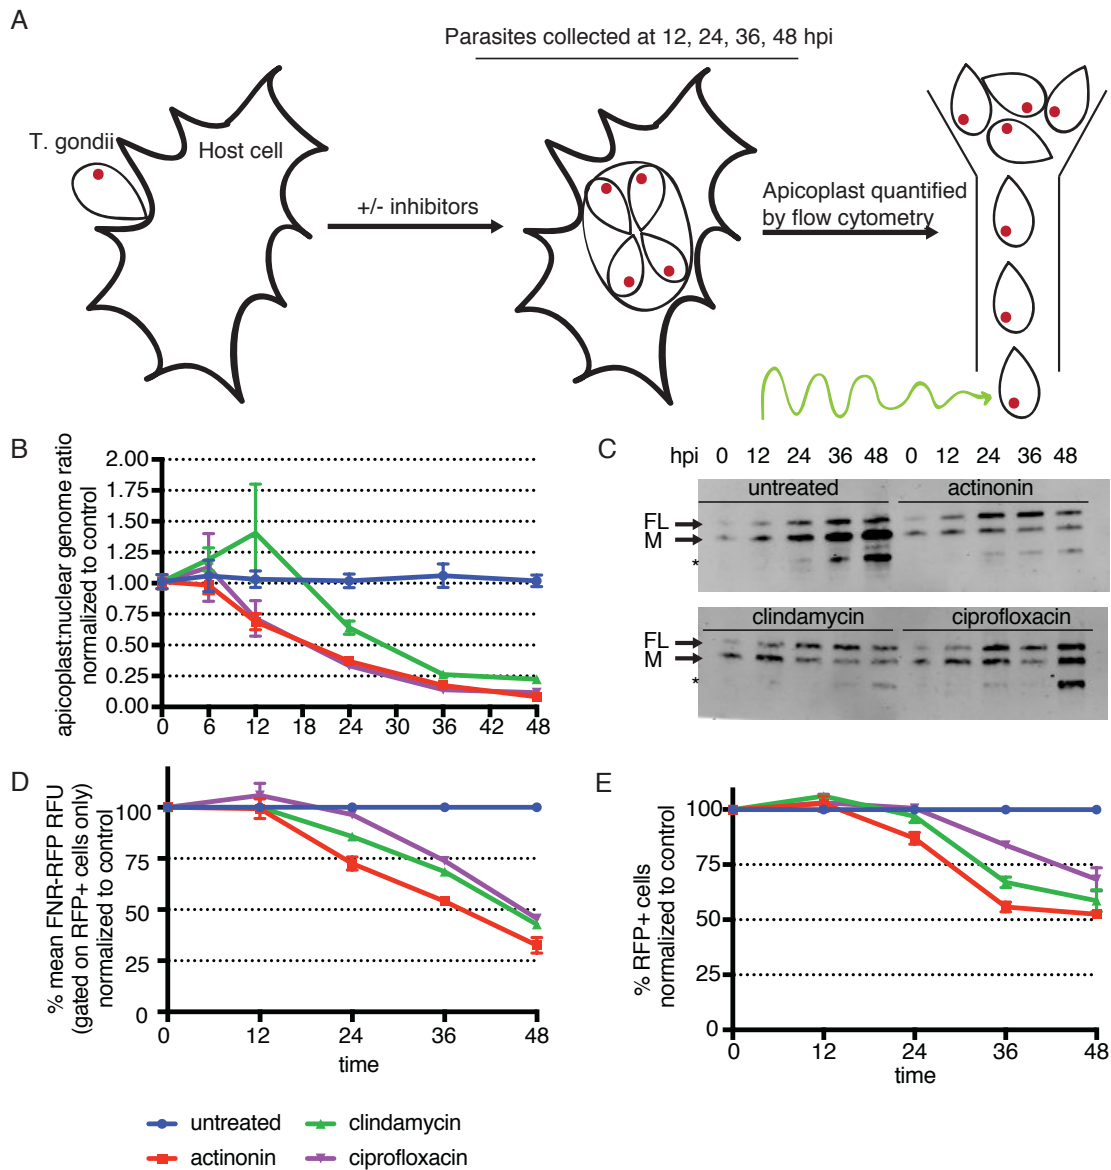 A
Parasites collected at 12, 24, 36, 48 hpi
T. gondii
Host cell
+/- inhibitors
Apicoplast quantified
by flow cytometry
B
apicoplast:nuclear genome ratio
normalized to control
2.00
1.75
1.50
1.25
1.00
0.75
0.50
0.25
0.00
0 6 12 18 24 30 36 42 48
C
hpi 0 12 24 36 48 0 12 24 36 48
untreated actinonin
FL
M
*
clindamycin ciprofloxacin
FL
M
*
D
% mean FNR-RFP RFU
(gated on RFP+ cells only)
normalized to control
100
75
50
25
0
0 12 24 36 48
time
E
% RFP+ cells
normalized to control
100
75
50
25
0
0 12 24 36 48
time
untreated clindamycin
actinonin ciprofloxacin